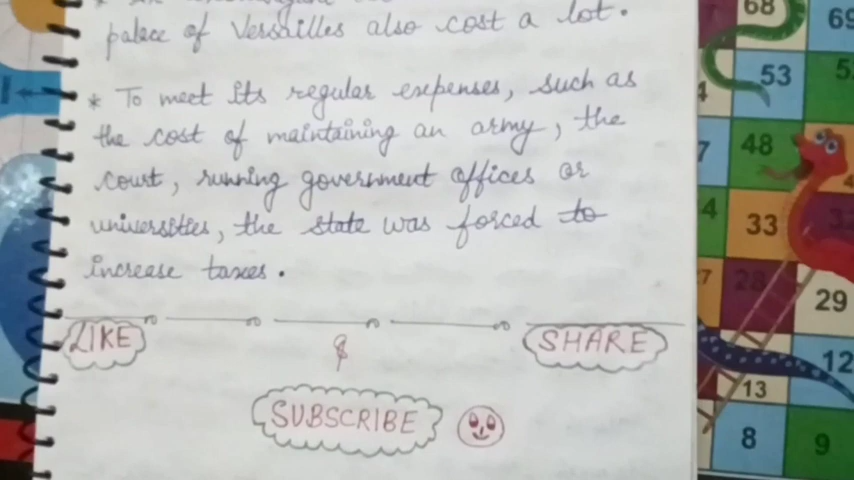 palace of Versailles also cost a lot.
* To meet its regular expenses, such as
the cost of maintaining an army, the
court, running government offices or
universities, the state was forced to
increase taxes.
LIKE
&
SHARE
SUBSCRIBE
68
69
53
48
33
32
28
29
12
13
8
9